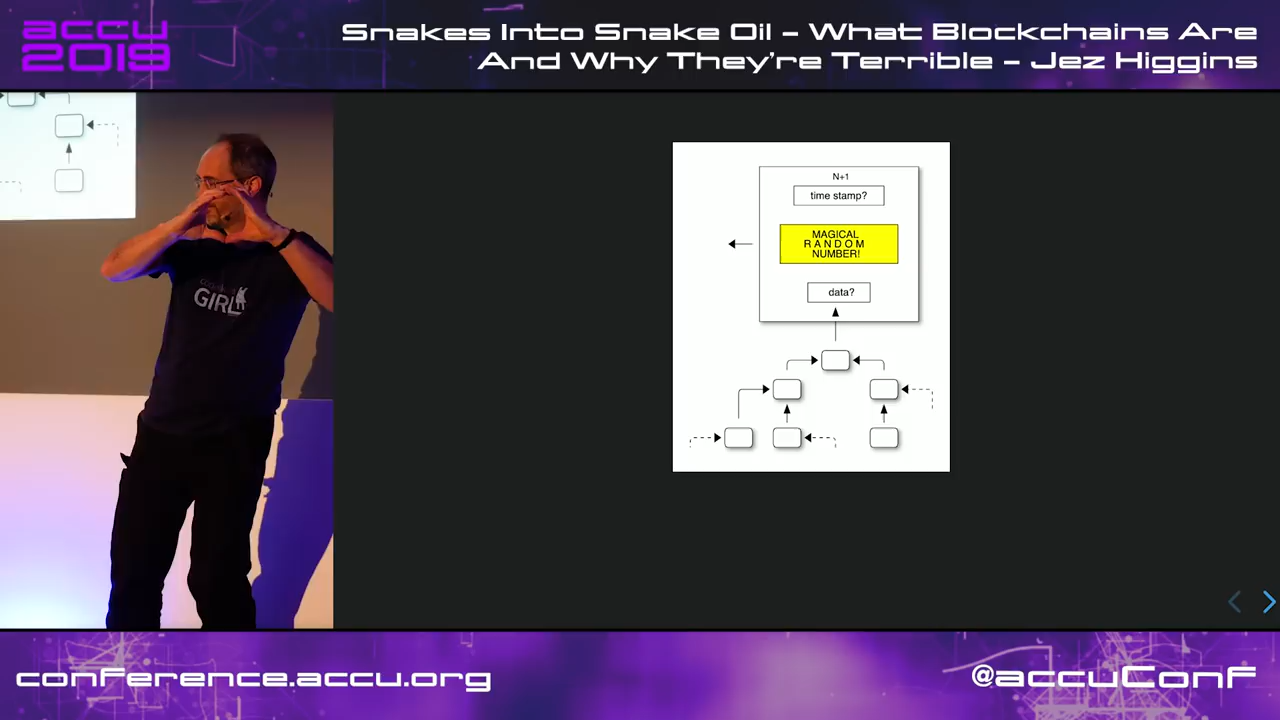 accu
2019
Snakes Into Snake Oil – What Blockchains Are
And Why They're Terrible – Jez Higgins
GIRL
N+1
time stamp?
MAGICAL
R A N D O M
NUMBER!
data?
conference.accu.org
@accuConf